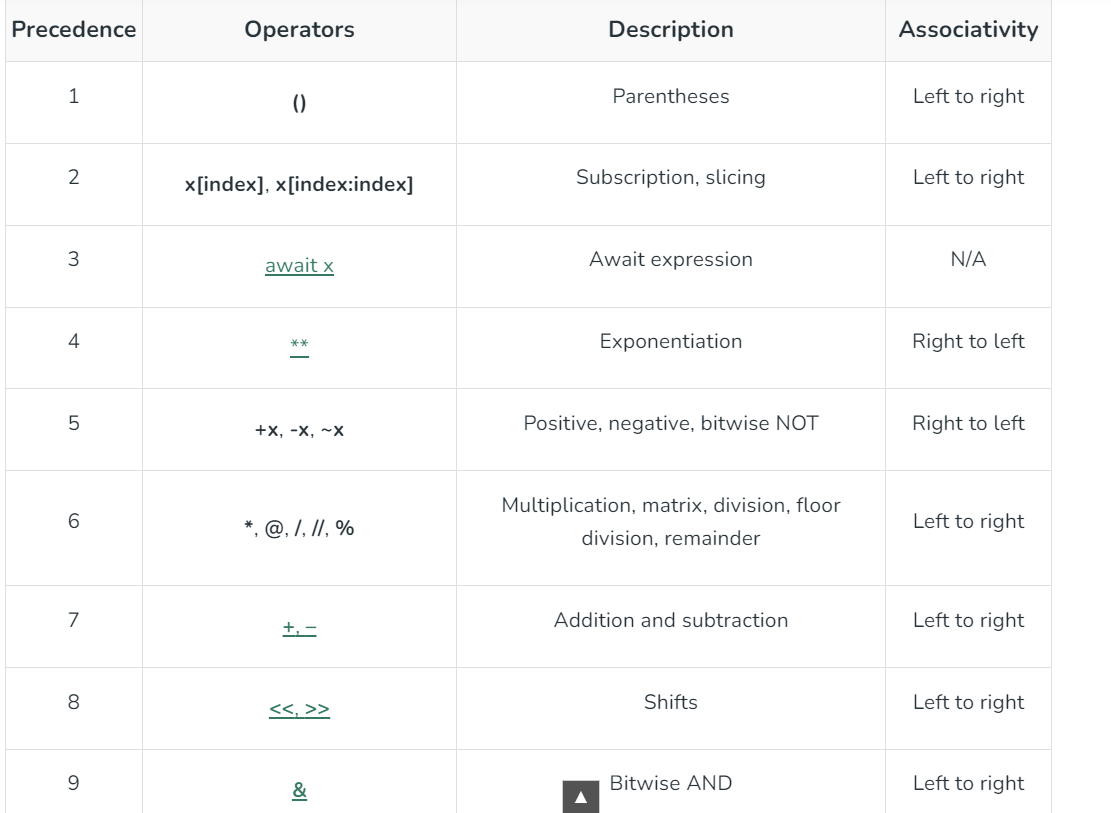 Precedence Operators Description Associativity
1 () Parentheses Left to right
2 x[index], x[index:index] Subscription, slicing Left to right
3 await x Await expression N/A
4 ** Exponentiation Right to left
5 +x, -x, ~x Positive, negative, bitwise NOT Right to left
6 *, @, /, //, % Multiplication, matrix, division, floor
division, remainder Left to right
7 +, – Addition and subtraction Left to right
8 <<, >> Shifts Left to right
9 & Bitwise AND Left to right